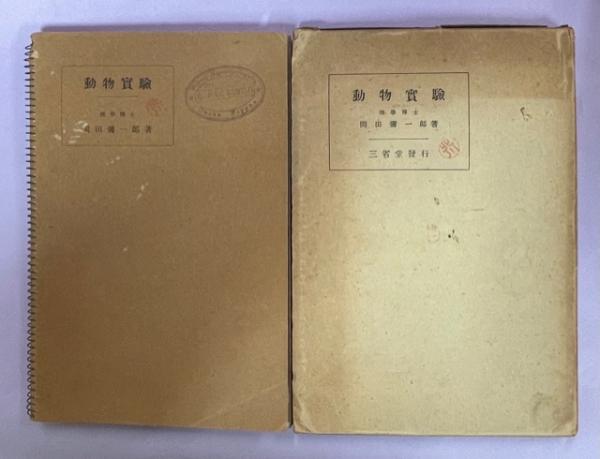 動物實驗
理學博士
岡田彌一郎著
動物實驗
理學博士
岡田彌一郎著
三省堂發行